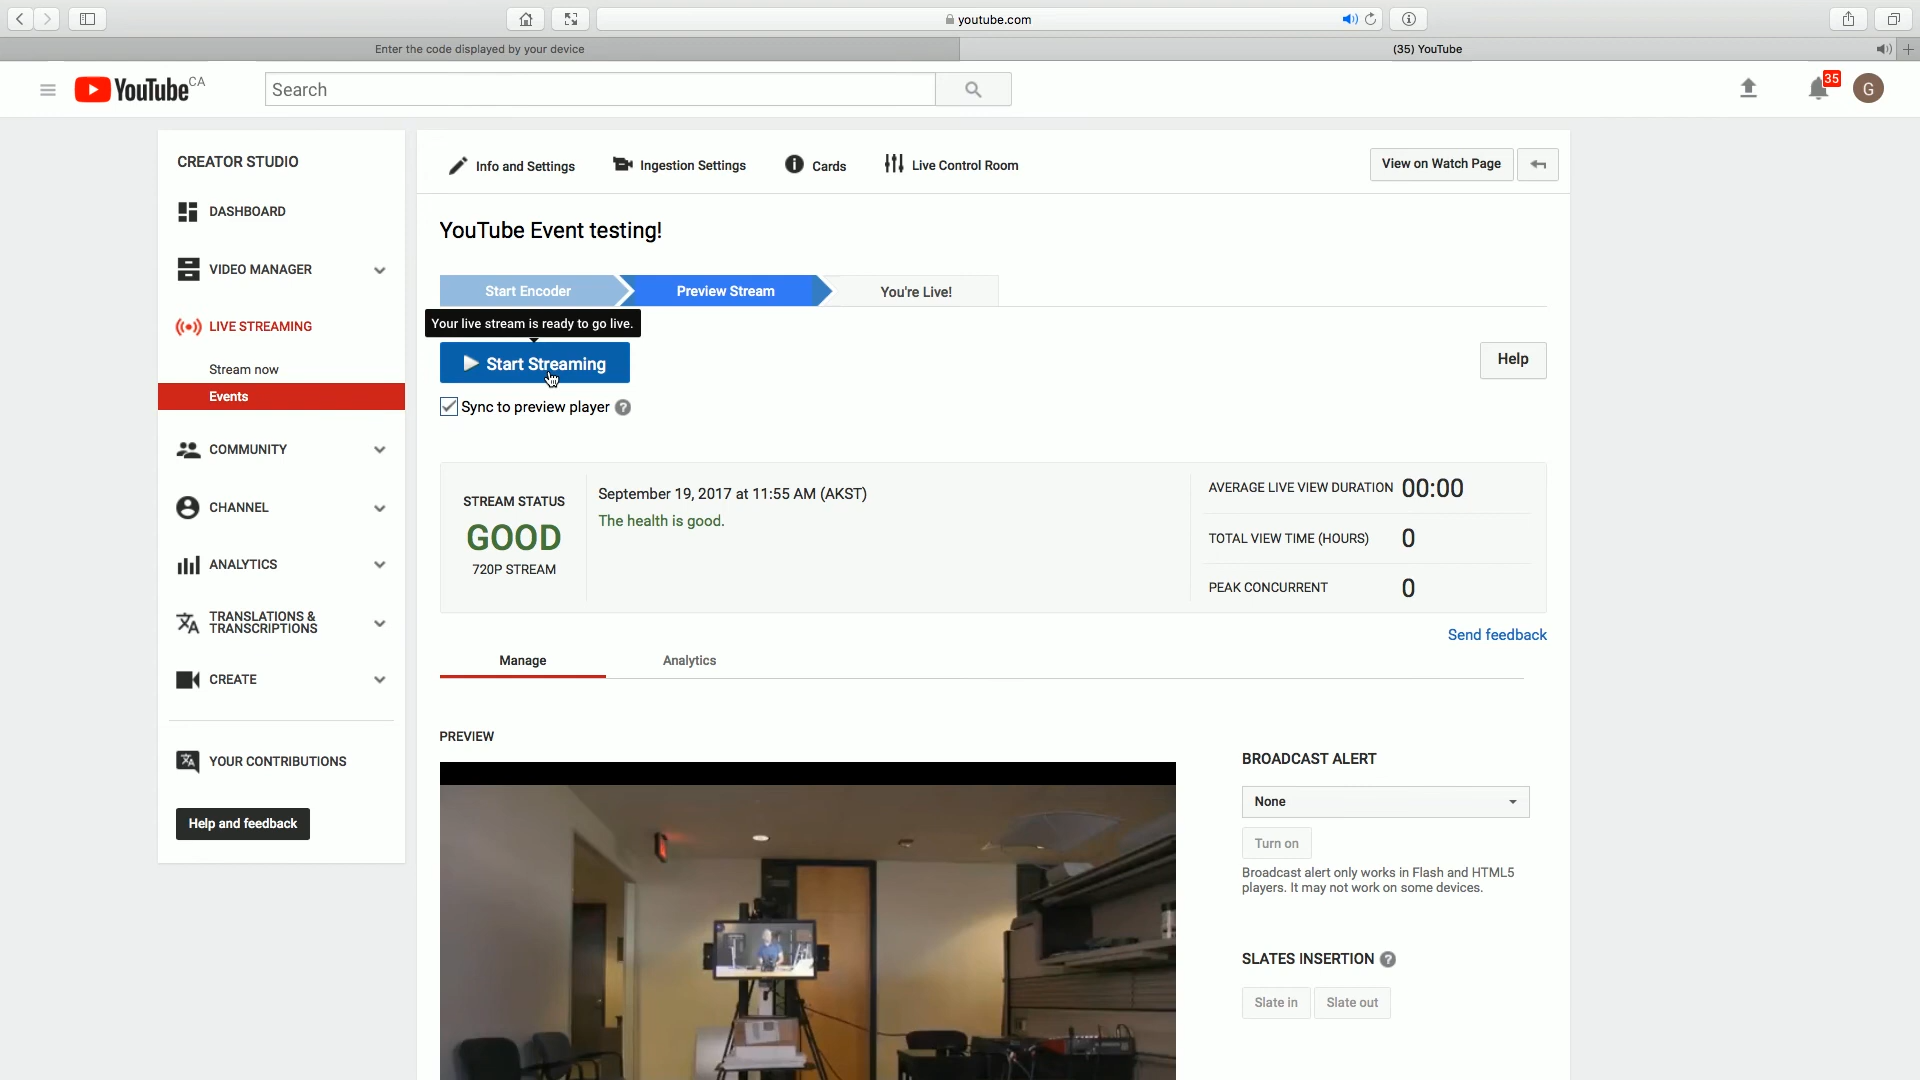 youtube.com
Enter the code displayed by your device
(35) YouTube
YouTube CA
Search
35
G
CREATOR STUDIO
DASHBOARD
VIDEO MANAGER
LIVE STREAMING
Stream now
Events
COMMUNITY
CHANNEL
ANALYTICS
TRANSLATIONS &
TRANSCRIPTIONS
CREATE
YOUR CONTRIBUTIONS
Help and feedback
Info and Settings
Ingestion Settings
Cards
Live Control Room
View on Watch Page
YouTube Event testing!
Start Encoder
Preview Stream
You're Live!
Your live stream is ready to go live.
Start Streaming
Help
Sync to preview player ?
STREAM STATUS
GOOD
720P STREAM
September 19, 2017 at 11:55 AM (AKST)
The health is good.
AVERAGE LIVE VIEW DURATION 00:00
TOTAL VIEW TIME (HOURS) 0
PEAK CONCURRENT 0
Send feedback
Manage
Analytics
PREVIEW
BROADCAST ALERT
None
Turn on
Broadcast alert only works in Flash and HTML5
players. It may not work on some devices.
SLATES INSERTION ?
Slate in
Slate out